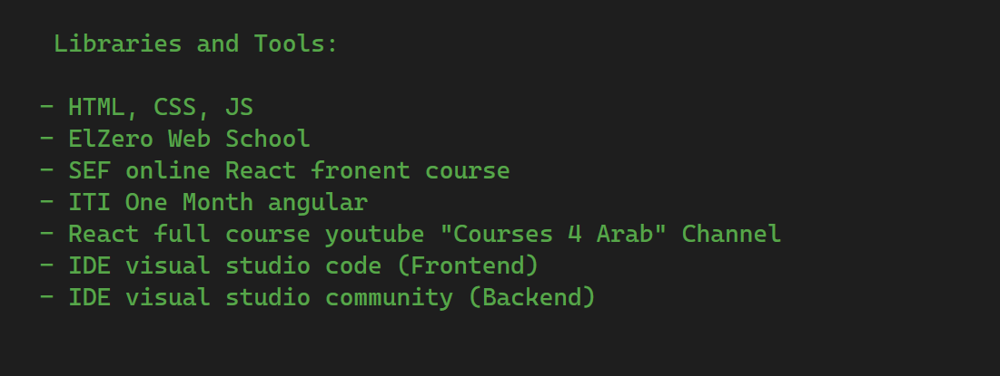 Libraries and Tools:
- HTML, CSS, JS
- ElZero Web School
- SEF online React fronent course
- ITI One Month angular
- React full course youtube "Courses 4 Arab" Channel
- IDE visual studio code (Frontend)
- IDE visual studio community (Backend)